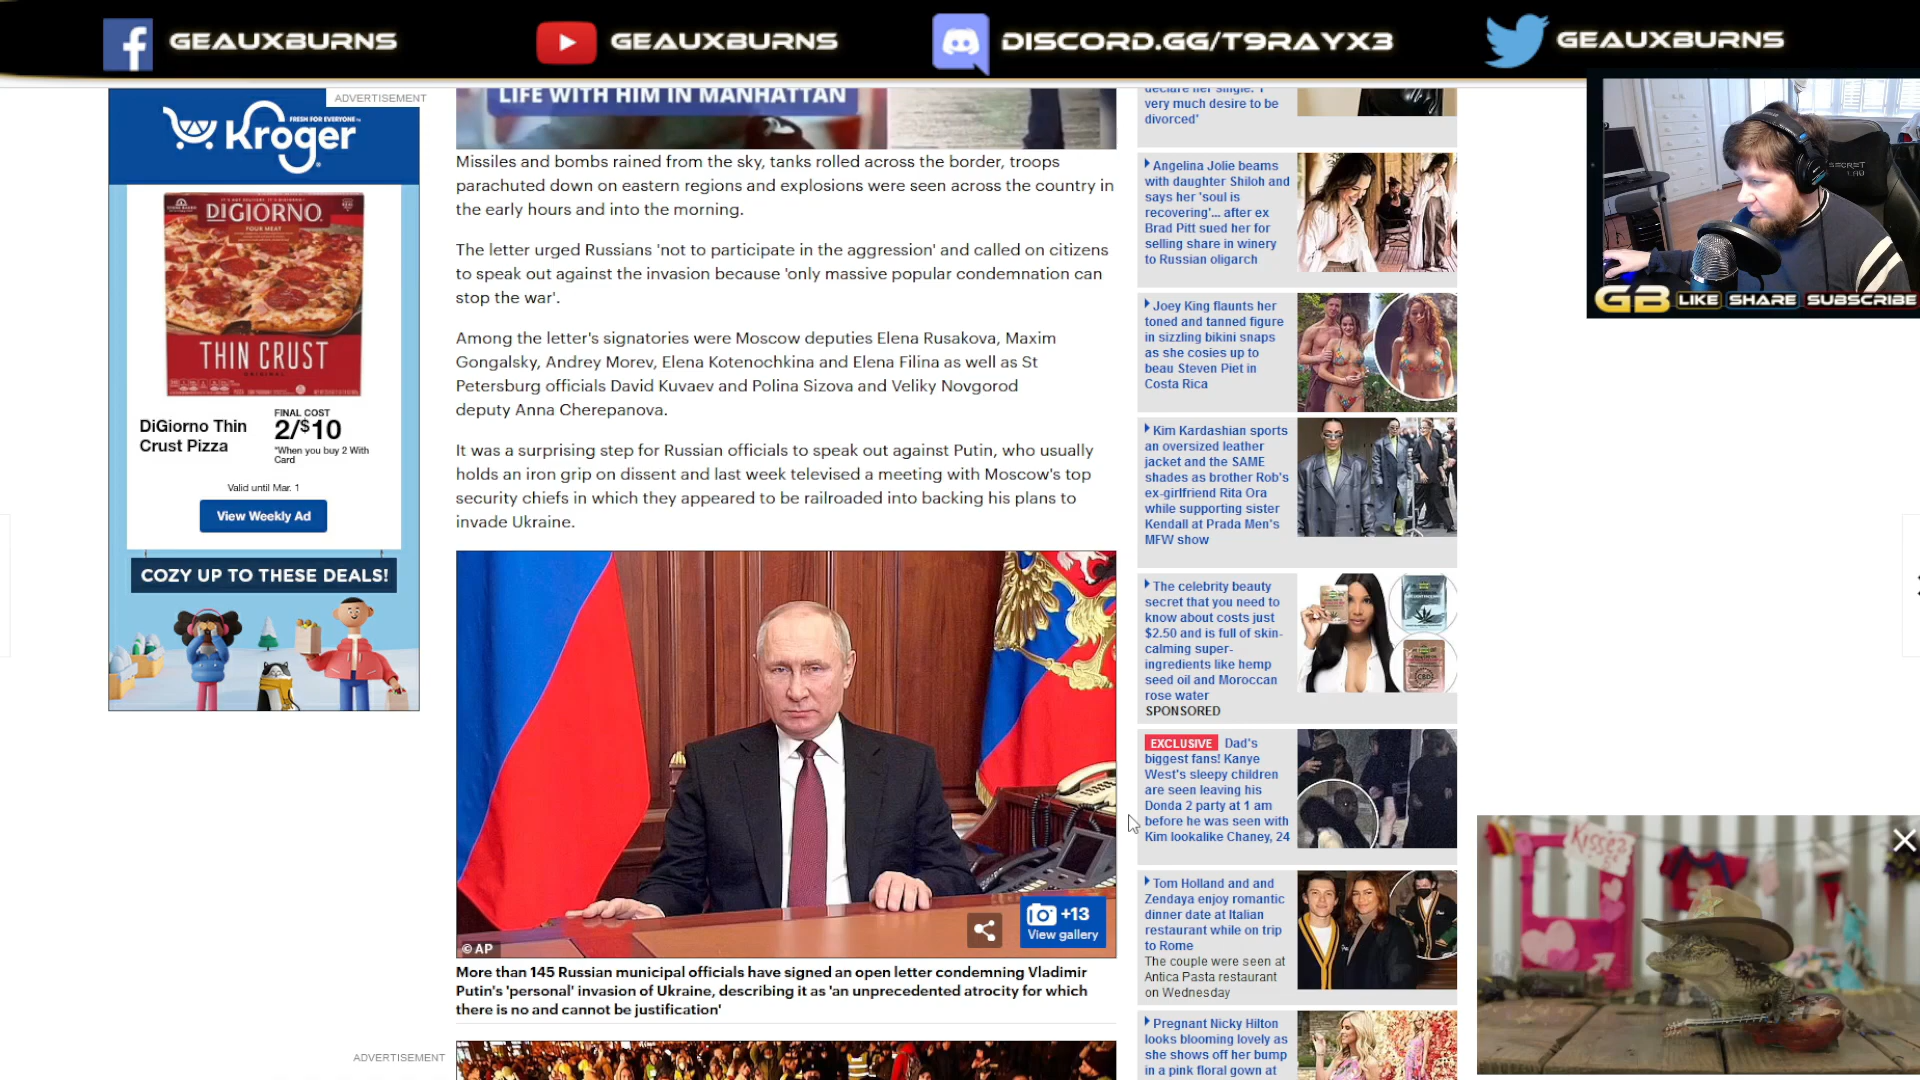 GEAUXBURNS
GEAUXBURNS
DISCORD.GG/T9RAYX3
GEAUXBURNS
ADVERTISEMENT
FRESH FOR EVERYONE
Kroger
DIGIORNO
FOUR MEAT
THIN CRUST
ORIGINAL
DiGiorno Thin
Crust Pizza
FINAL COST
2/$10
*When you buy 2 With
Card
Valid until Mar. 1
View Weekly Ad
COZY UP TO THESE DEALS!
LIFE WITH HIM IN MANHATTAN
Missiles and bombs rained from the sky, tanks rolled across the border, troops
parachuted down on eastern regions and explosions were seen across the country in
the early hours and into the morning.
The letter urged Russians 'not to participate in the aggression' and called on citizens
to speak out against the invasion because 'only massive popular condemnation can
stop the war'.
Among the letter's signatories were Moscow deputies Elena Rusakova, Maxim
Gongalsky, Andrey Morev, Elena Kotenochkina and Elena Filina as well as St
Petersburg officials David Kuvaev and Polina Sizova and Veliky Novgorod
deputy Anna Cherepanova.
It was a surprising step for Russian officials to speak out against Putin, who usually
holds an iron grip on dissent and last week televised a meeting with Moscow's top
security chiefs in which they appeared to be railroaded into backing his plans to
invade Ukraine.
© AP
+13
View gallery
More than 145 Russian municipal officials have signed an open letter condemning Vladimir
Putin's 'personal' invasion of Ukraine, describing it as 'an unprecedented atrocity for which
there is no and cannot be justification'
ADVERTISEMENT
declare her single: 'I
very much desire to be
divorced'
Angelina Jolie beams
with daughter Shiloh and
says her 'soul is
recovering'... after ex
Brad Pitt sued her for
selling share in winery
to Russian oligarch
Joey King flaunts her
toned and tanned figure
in sizzling bikini snaps
as she cosies up to
beau Steven Piet in
Costa Rica
Kim Kardashian sports
an oversized leather
jacket and the SAME
shades as brother Rob's
ex-girlfriend Rita Ora
while supporting sister
Kendall at Prada Men's
MFW show
The celebrity beauty
secret that you need to
know about costs just
$2.50 and is full of skin-
calming super-
ingredients like hemp
seed oil and Moroccan
rose water
SPONSORED
EXCLUSIVE Dad's
biggest fans! Kanye
West's sleepy children
are seen leaving his
Donda 2 party at 1 am
before he was seen with
Kim lookalike Chaney, 24
Tom Holland and and
Zendaya enjoy romantic
dinner date at Italian
restaurant while on trip
to Rome
The couple were seen at
Antica Pasta restaurant
on Wednesday
Pregnant Nicky Hilton
looks blooming lovely as
she shows off her bump
in a pink floral gown at
SECRET
LAB
GB LIKE SHARE SUBSCRIBE
Kisses